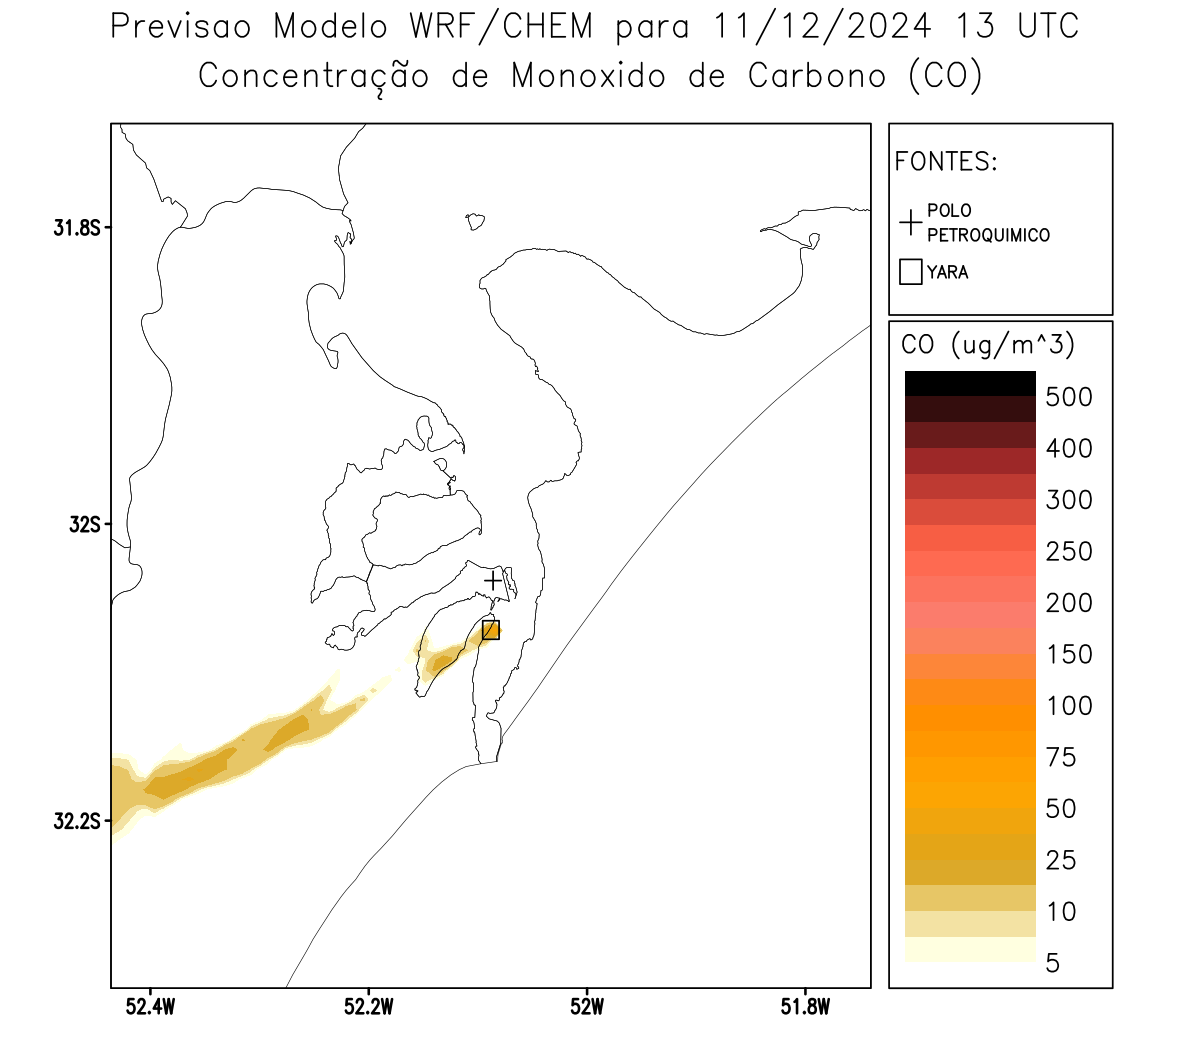 Previsao Modelo WRF/CHEM para 11/12/2024 13 UTC
Concentração de Monoxido de Carbono (CO)
FONTES:
POLO
PETROQUIMICO
YARA
CO (ug/m^3)
500
400
300
250
200
150
100
75
50
25
10
5
31.8S
32S
32.2S
52.4W
52.2W
52W
51.8W